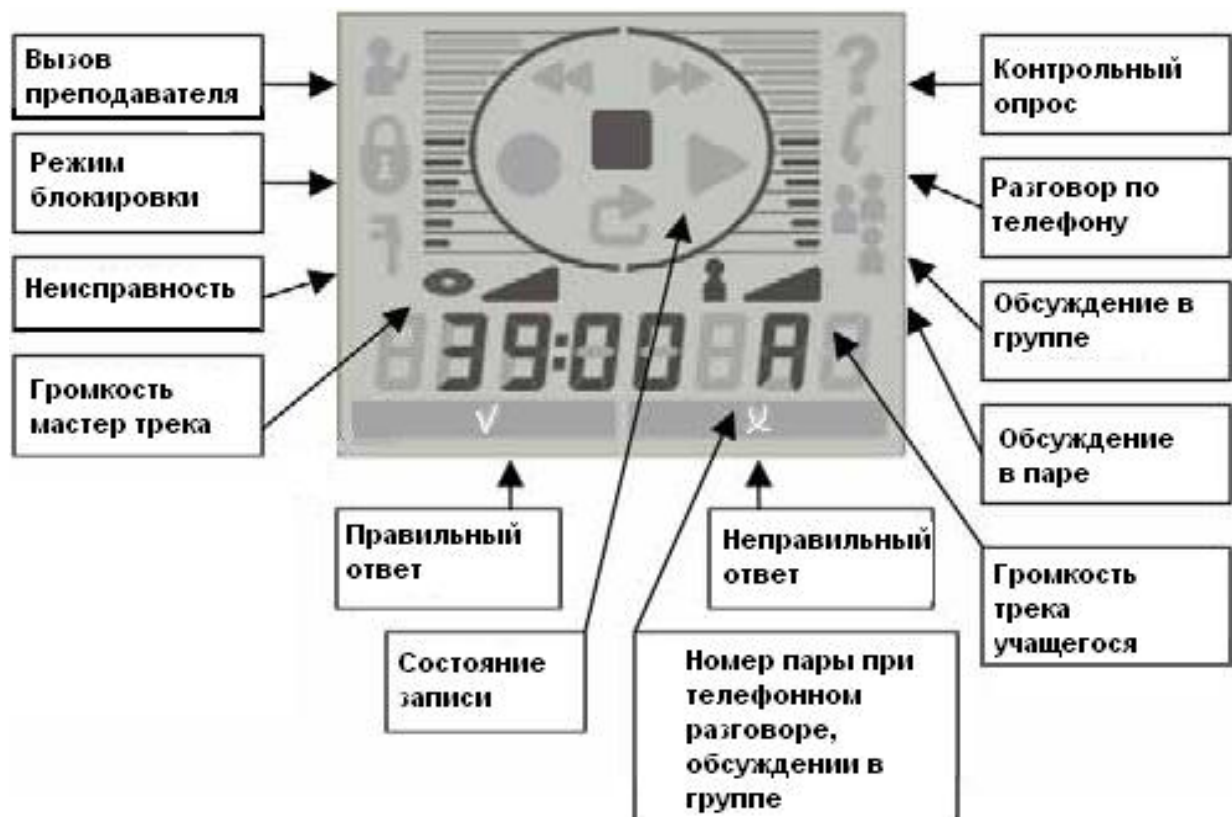 Вызов
преподавателя
Режим
блокировки
Неисправность
Громкость
мастер трека
39:00 A
√
Контрольный
опрос
Разговор по
телефону
Обсуждение в
группе
Обсуждение
в паре
Громкость
трека
учащегося
Правильный
ответ
Неправильный
ответ
Состояние
записи
Номер пары при
телефонном
разговоре,
обсуждении в
группе